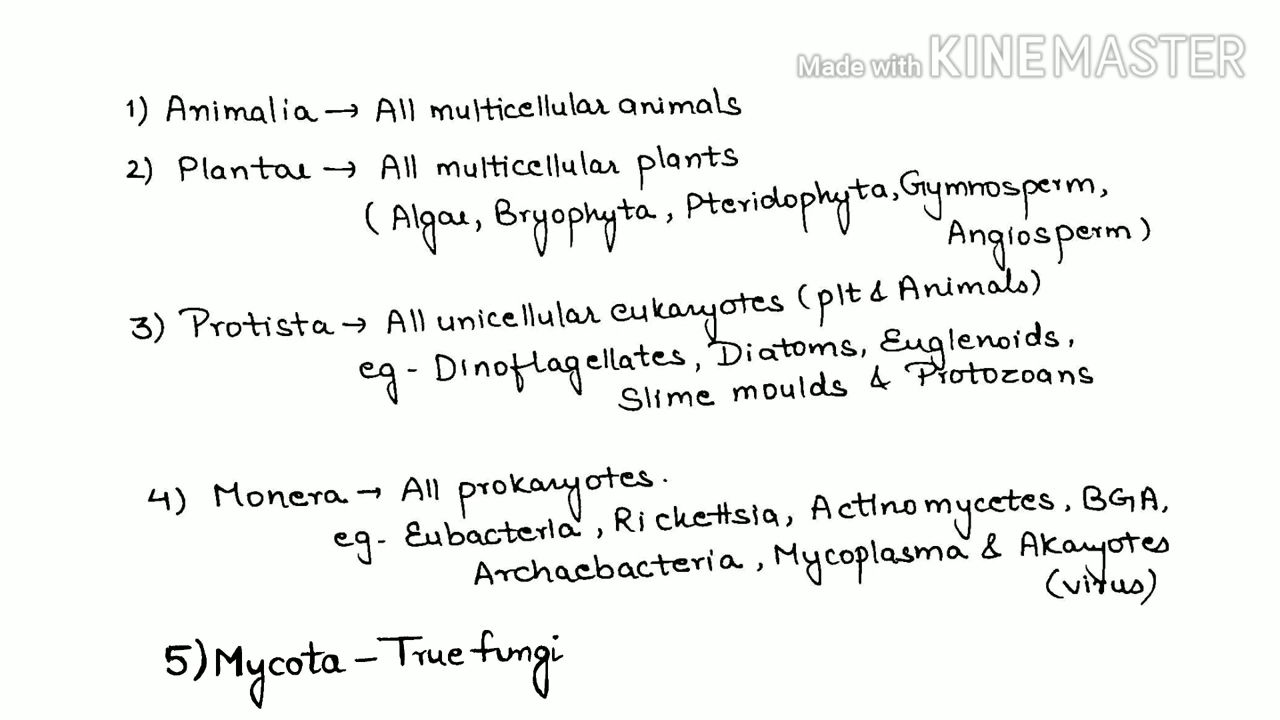 Made with KINEMASTER
1) Animalia → All multicellular animals
2) Plantae → All multicellular plants
(Algae, Bryophyta, Pteridophyta, Gymnosperm,
Angiosperm)
3) Protista → All unicellular eukaryotes (plt & Animals)
eg - Dinoflagellates, Diatoms, Euglenoids,
Slime moulds & Protozoans
4) Monera → All prokaryotes.
eg - Eubacteria, Rickettsia, Actinomycetes, BGA,
Archaebacteria, Mycoplasma & Akaryotes
(virus)
5) Mycota - True fungi